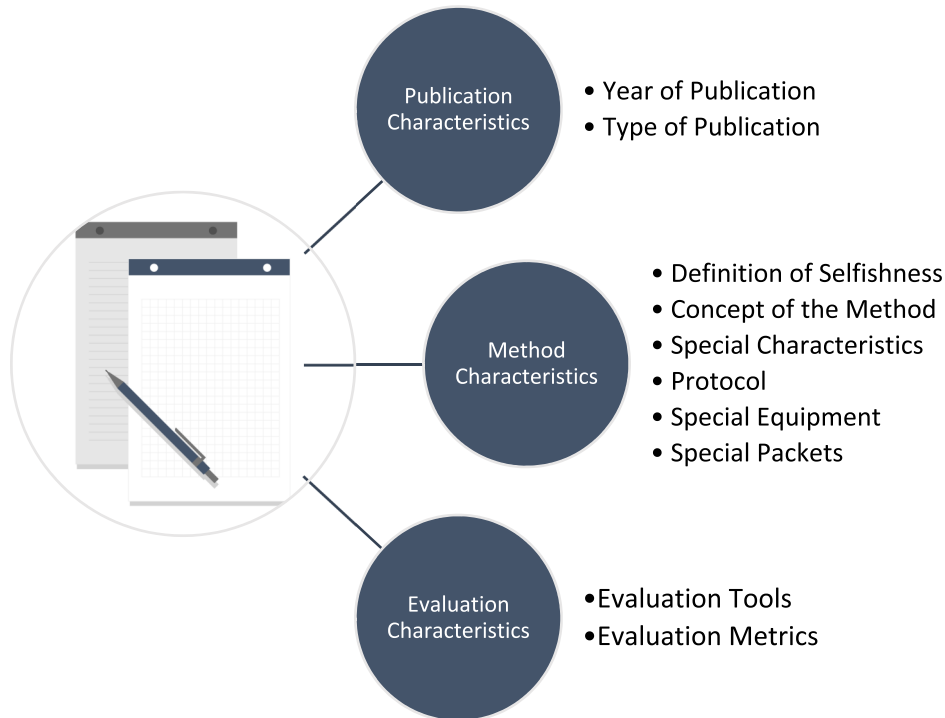 Publication
Characteristics
• Year of Publication
• Type of Publication
Method
Characteristics
• Definition of Selfishness
• Concept of the Method
• Special Characteristics
• Protocol
• Special Equipment
• Special Packets
Evaluation
Characteristics
•Evaluation Tools
•Evaluation Metrics